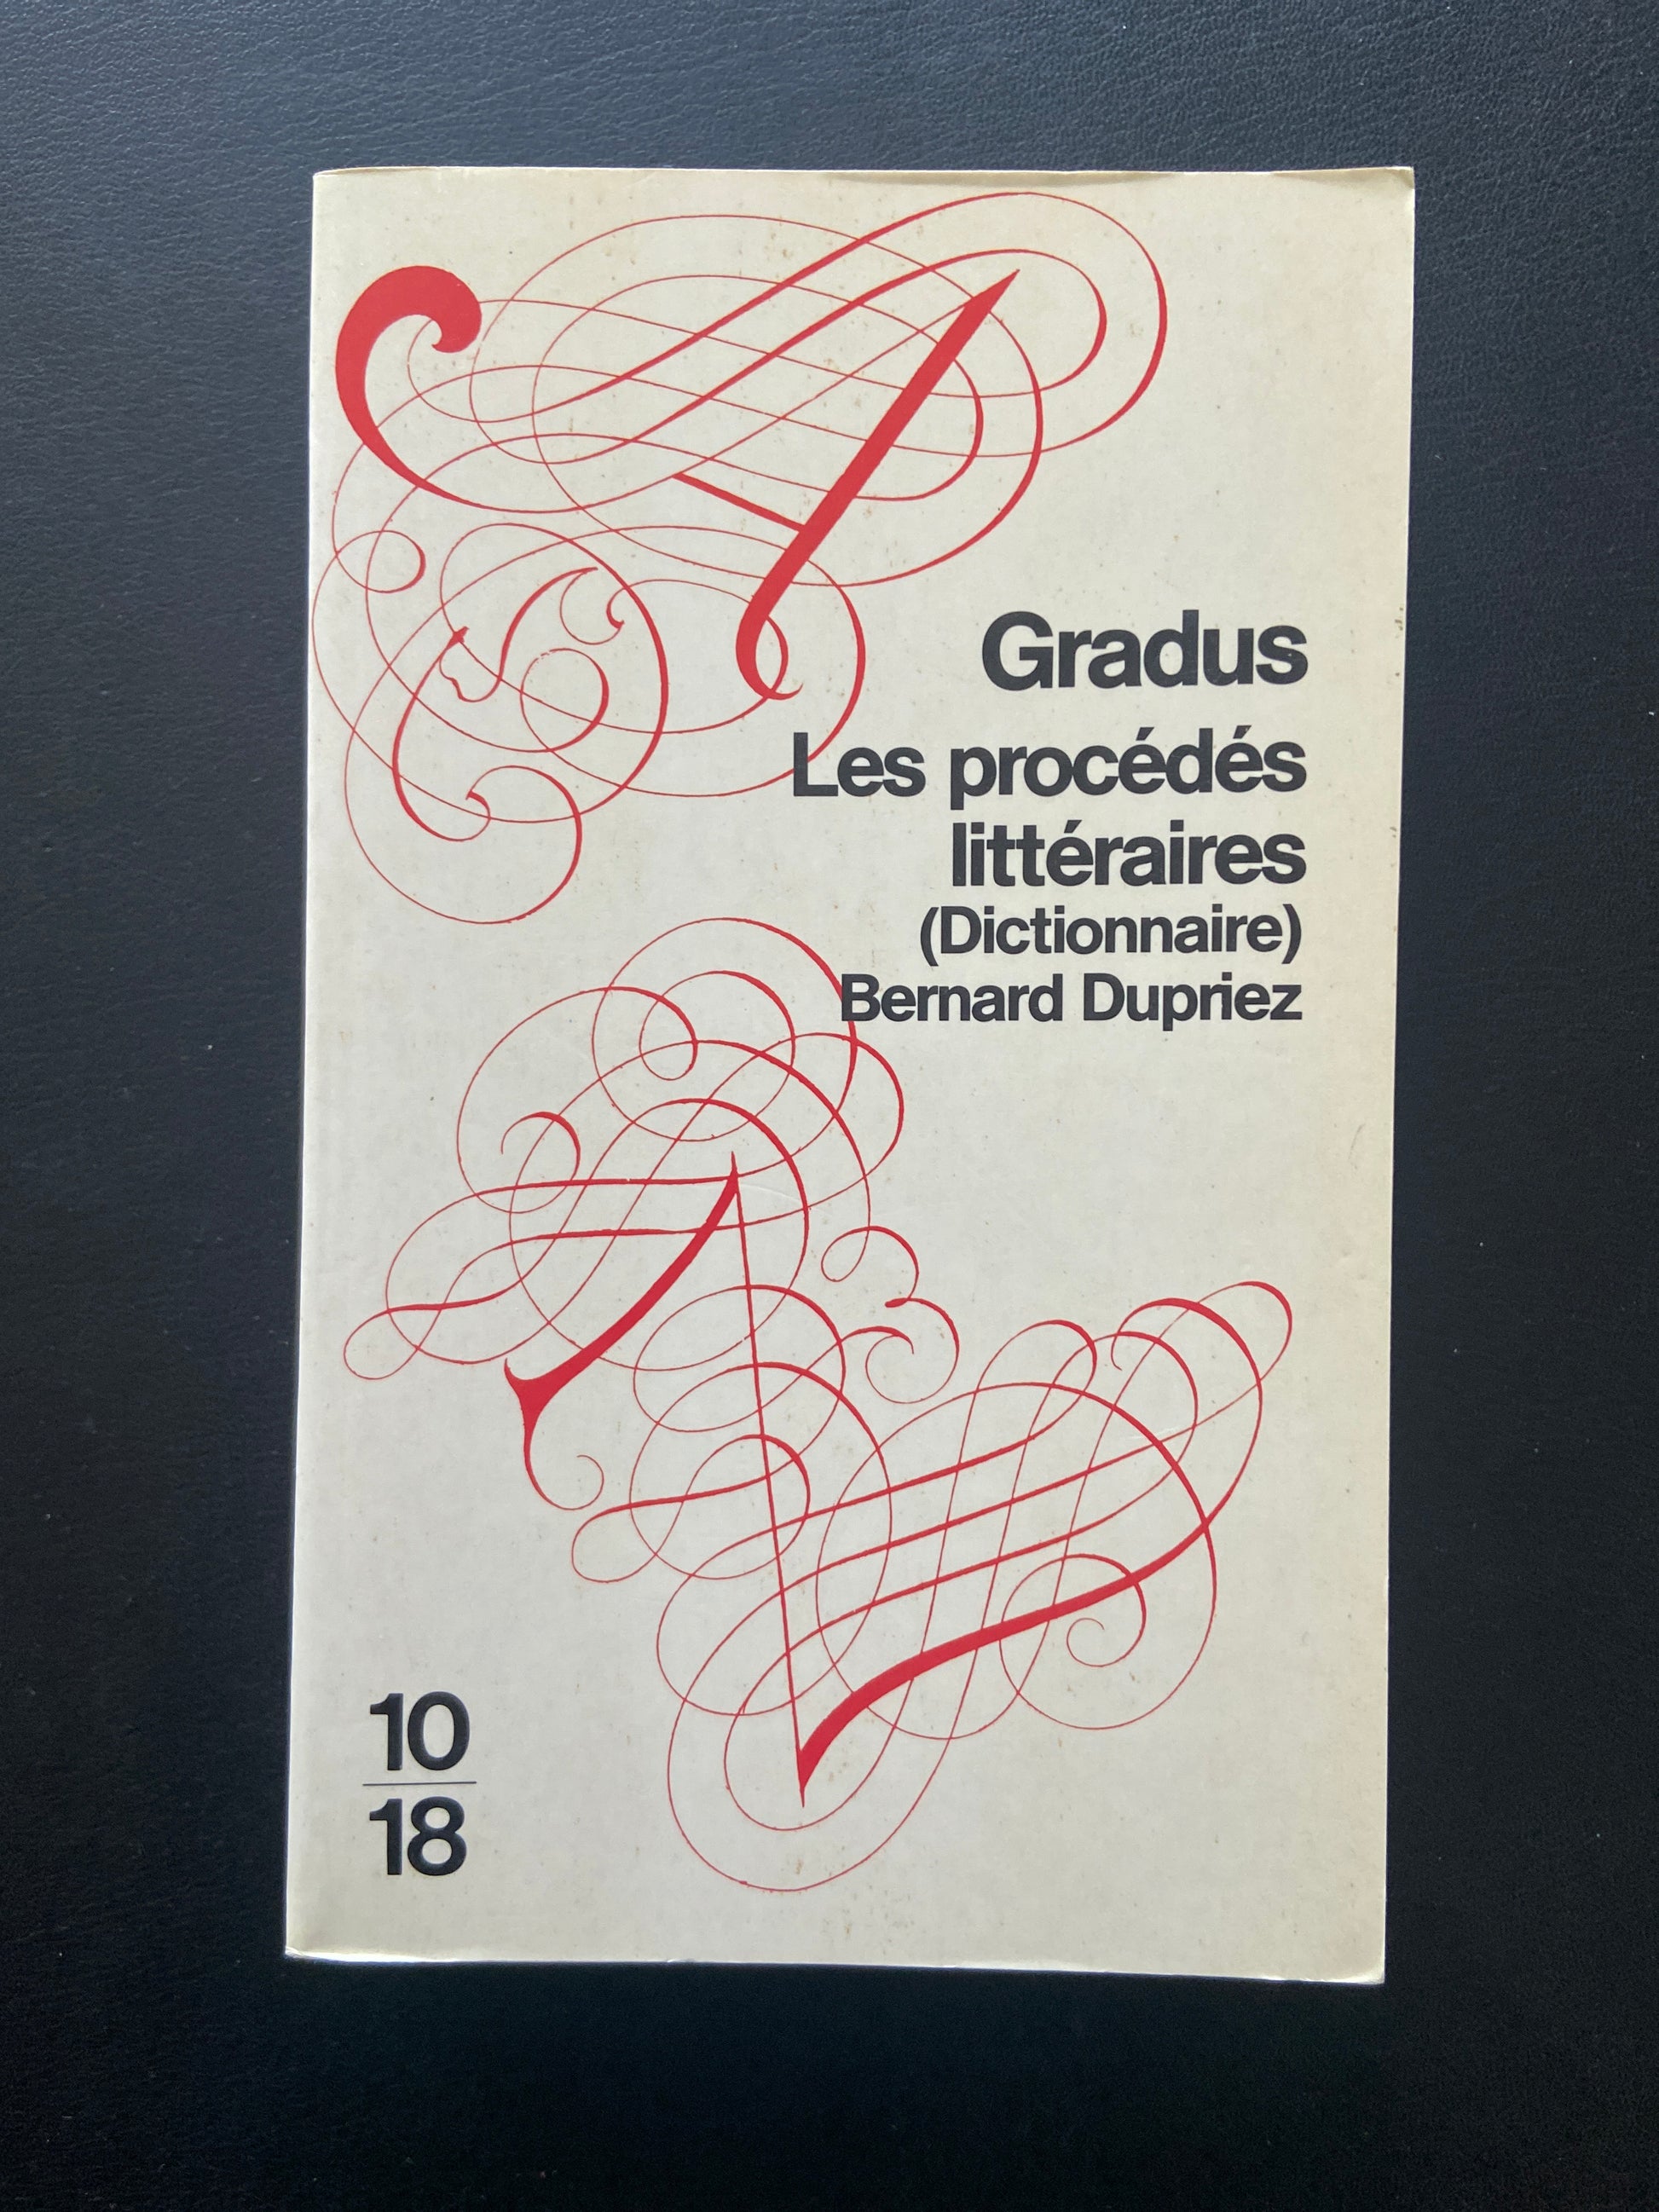 Gradus
Les procédés
littéraires
(Dictionnaire)
Bernard Dupriez
10
18